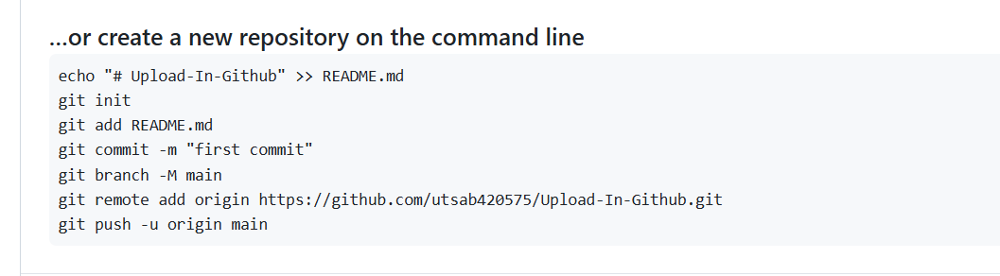 ...or create a new repository on the command line
echo "# Upload-In-Github" >> README.md
git init
git add README.md
git commit -m "first commit"
git branch -M main
git remote add origin https://github.com/utsab420575/Upload-In-Github.git
git push -u origin main